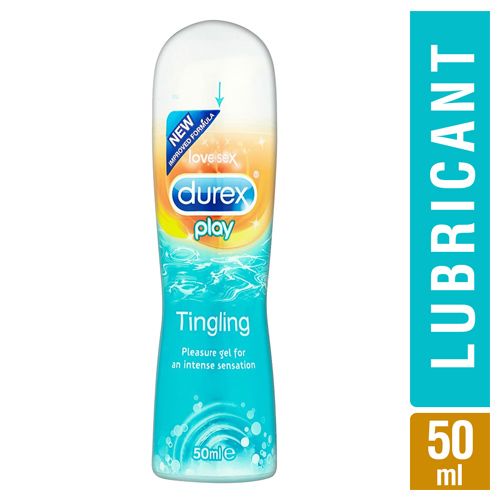 NEW
IMPROVED FORMULA
love sex
durex®
play
Tingling
Pleasure gel for
an intense sensation
50ml e
LUBRICANT
50
ml